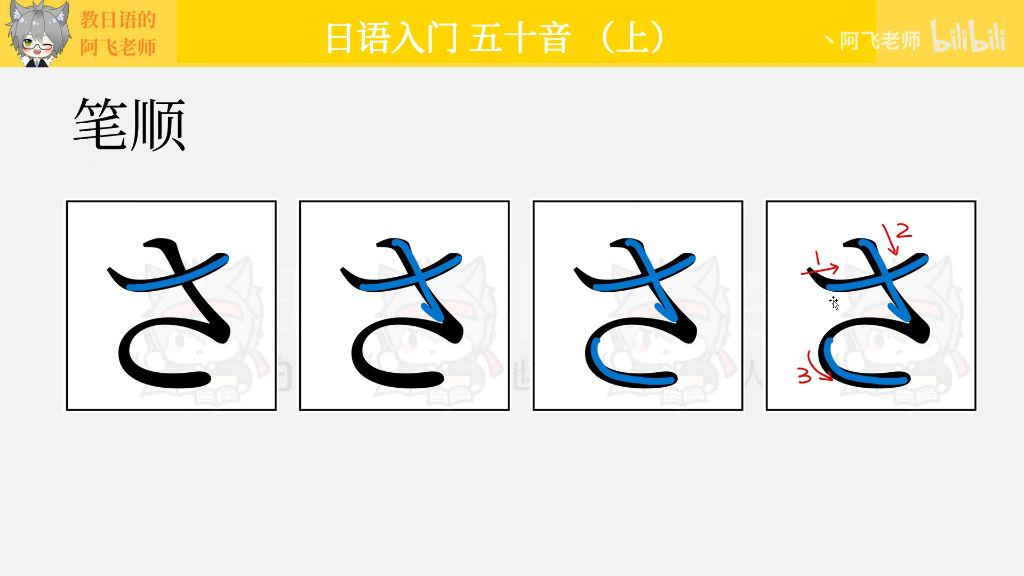 教日语的
阿飞老师
日语入门 五十音 （上）
丶阿飞老师 bilibili
笔顺
さ さ さ さ
1
2
3